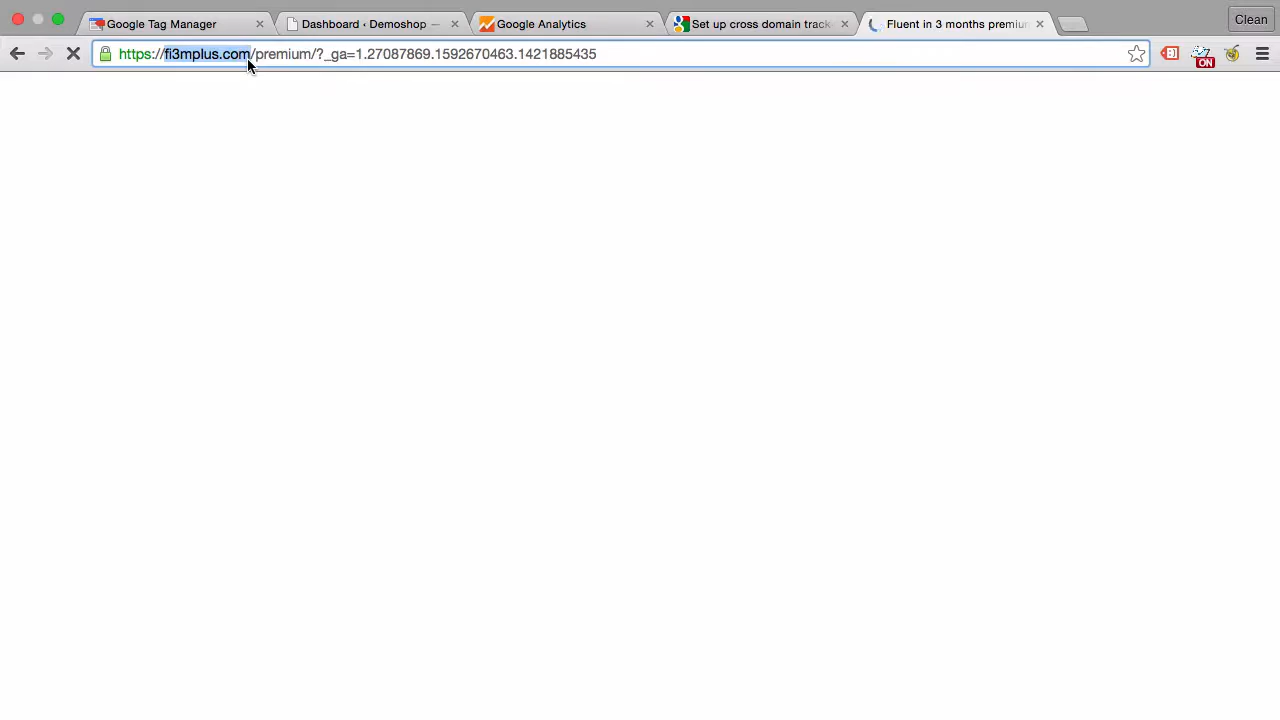 Google Tag Manager
Dashboard ‹ Demoshop —
Google Analytics
Set up cross domain track
Fluent in 3 months premiu
Clean
https://fi3mplus.com/premium/?_ga=1.27087869.1592670463.1421885435
ON